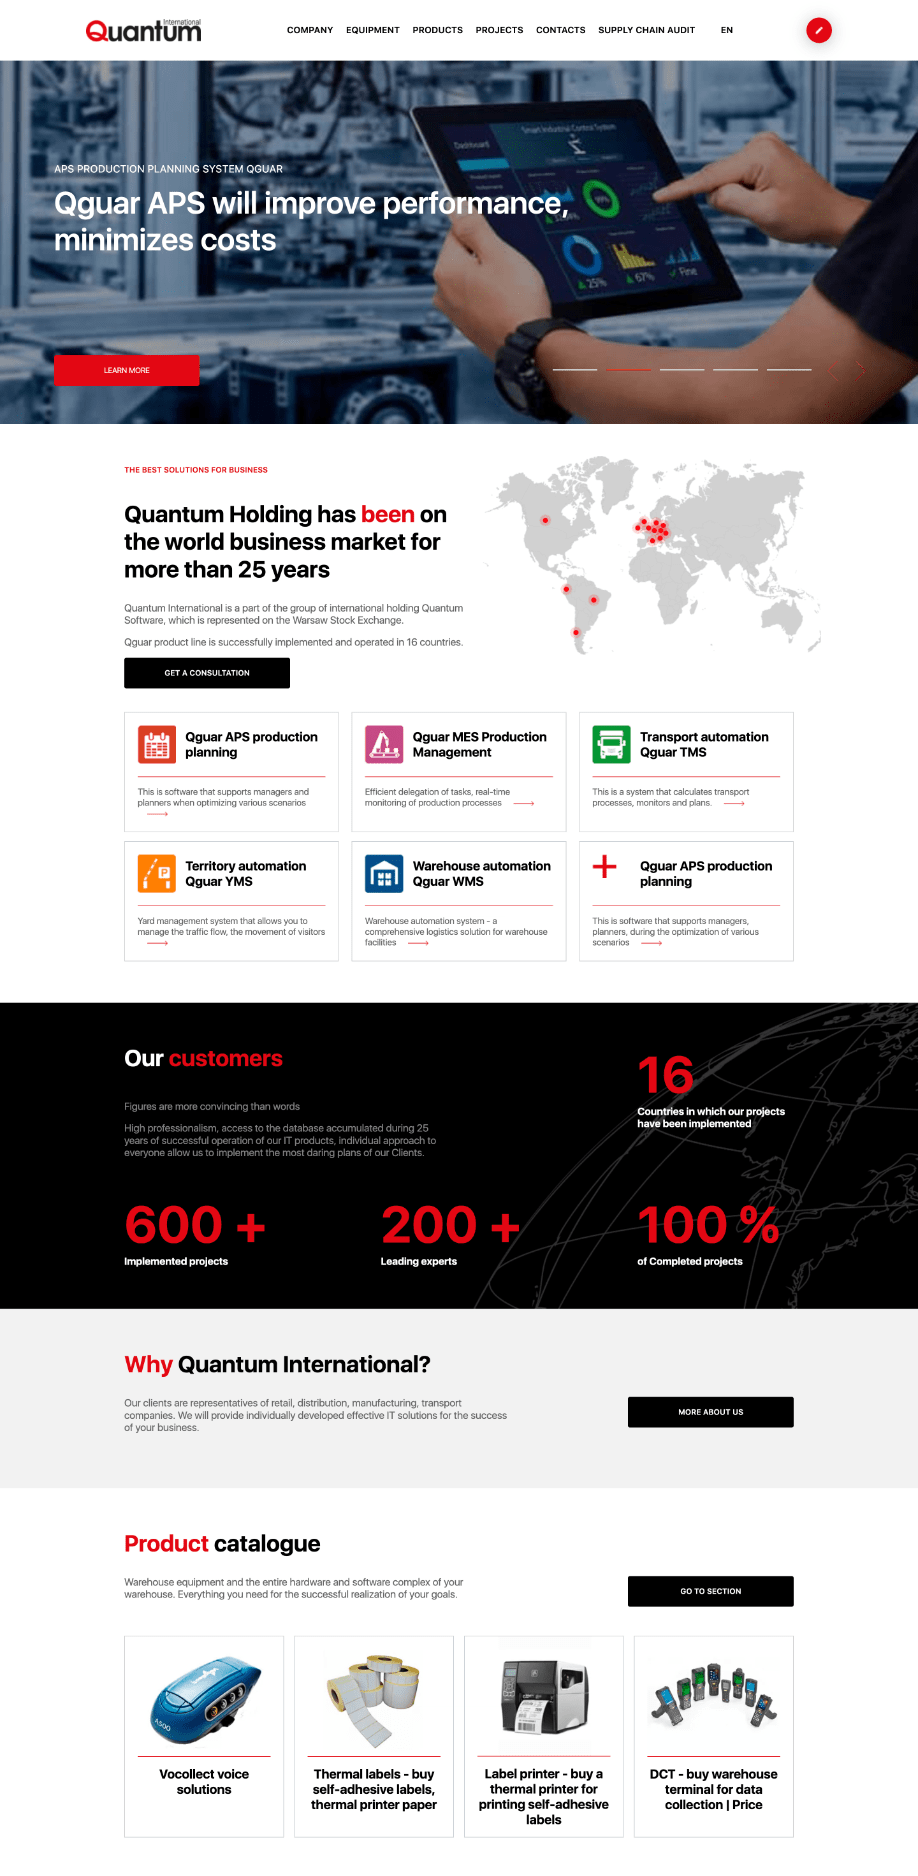 Quantum
International
COMPANY EQUIPMENT PRODUCTS PROJECTS CONTACTS SUPPLY CHAIN AUDIT EN
Smart Industrial Control System
Dashboard
99%
25%
67%
Fine
APS PRODUCTION PLANNING SYSTEM QGUAR
Qguar APS will improve performance,
minimizes costs
LEARN MORE
THE BEST SOLUTIONS FOR BUSINESS
Quantum Holding has been on
the world business market for
more than 25 years
Quantum International is a part of the group of international holding Quantum
Software, which is represented on the Warsaw Stock Exchange.
Qguar product line is successfully implemented and operated in 16 countries.
GET A CONSULTATION
Qguar APS production
planning
This is software that supports managers and
planners when optimizing various scenarios
Qguar MES Production
Management
Efficient delegation of tasks, real-time
monitoring of production processes
Transport automation
Qguar TMS
This is a system that calculates transport
processes, monitors and plans.
P
Territory automation
Qguar YMS
Yard management system that allows you to
manage the traffic flow, the movement of visitors
Warehouse automation
Qguar WMS
Warehouse automation system - a
comprehensive logistics solution for warehouse
facilities
Qguar APS production
planning
This is software that supports managers,
planners, during the optimization of various
scenarios
Our customers
Figures are more convincing than words
High professionalism, access to the database accumulated during 25
years of successful operation of our IT products, individual approach to
everyone allow us to implement the most daring plans of our Clients.
16
Countries in which our projects
have been implemented
600 +
Implemented projects
200 +
Leading experts
100 %
of Completed projects
Why Quantum International?
Our clients are representatives of retail, distribution, manufacturing, transport
companies. We will provide individually developed effective IT solutions for the success
of your business.
MORE ABOUT US
Product catalogue
Warehouse equipment and the entire hardware and software complex of your
warehouse. Everything you need for the successful realization of your goals.
GO TO SECTION
A500
Vocollect voice
solutions
Thermal labels - buy
self-adhesive labels,
thermal printer paper
Label printer - buy a
thermal printer for
printing self-adhesive
labels
DCT - buy warehouse
terminal for data
collection | Price